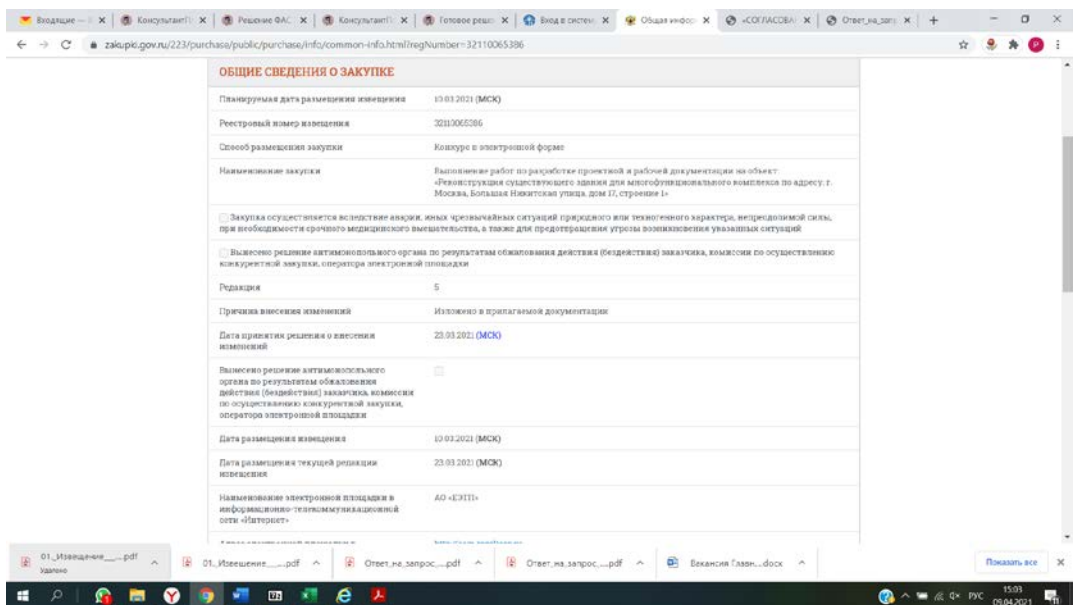 Входящие —
КонсультантП
Решение ФАС
КонсультантП
Готовое реше
Вход в систем
Общая инфор
«СОГЛАСОВА
Ответ_на_запр
zakupki.gov.ru/223/purchase/public/purchase/info/common-info.html?regNumber=32110065386
P
ОБЩИЕ СВЕДЕНИЯ О ЗАКУПКЕ
Планируемая дата размещения извещения 10.03.2021 (МСК)
Реестровый номер извещения 32110065386
Способ размещения закупки Конкурс в электронной форме
Наименование закупки Выполнение работ по разработке проектной и рабочей документации на объект:
«Реконструкция существующего здания для многофункционального комплекса по адресу: г.
Москва, Большая Никитская улица, дом 17, строение 1»
Закупка осуществляется вследствие аварии, иных чрезвычайных ситуаций природного или техногенного характера, непреодолимой силы,
при необходимости срочного медицинского вмешательства, а также для предотвращения угрозы возникновения указанных ситуаций
Вынесено решение антимонопольного органа по результатам обжалования действия (бездействия) заказчика, комиссии по осуществлению
конкурентной закупки, оператора электронной площадки
Редакция 5
Причина внесения изменений Изложено в прилагаемой документации
Дата принятия решения о внесении
изменений 23.03.2021 (МСК)
Вынесено решение антимонопольного
органа по результатам обжалования
действия (бездействия) заказчика, комиссии
по осуществлению конкурентной закупки,
оператора электронной площадки
Дата размещения извещения 10.03.2021 (МСК)
Дата размещения текущей редакции
извещения 23.03.2021 (МСК)
Наименование электронной площадки в
информационно-телекоммуникационной
сети «Интернет» АО «ЕЭТП»
01._Извещение___....pdf
Удалено
01._Извещение___....pdf
Ответ_на_запрос_....pdf
Ответ_на_запрос_....pdf
Вакансия Главн....docx
Показать все
РУС
15:03
09.04.2021